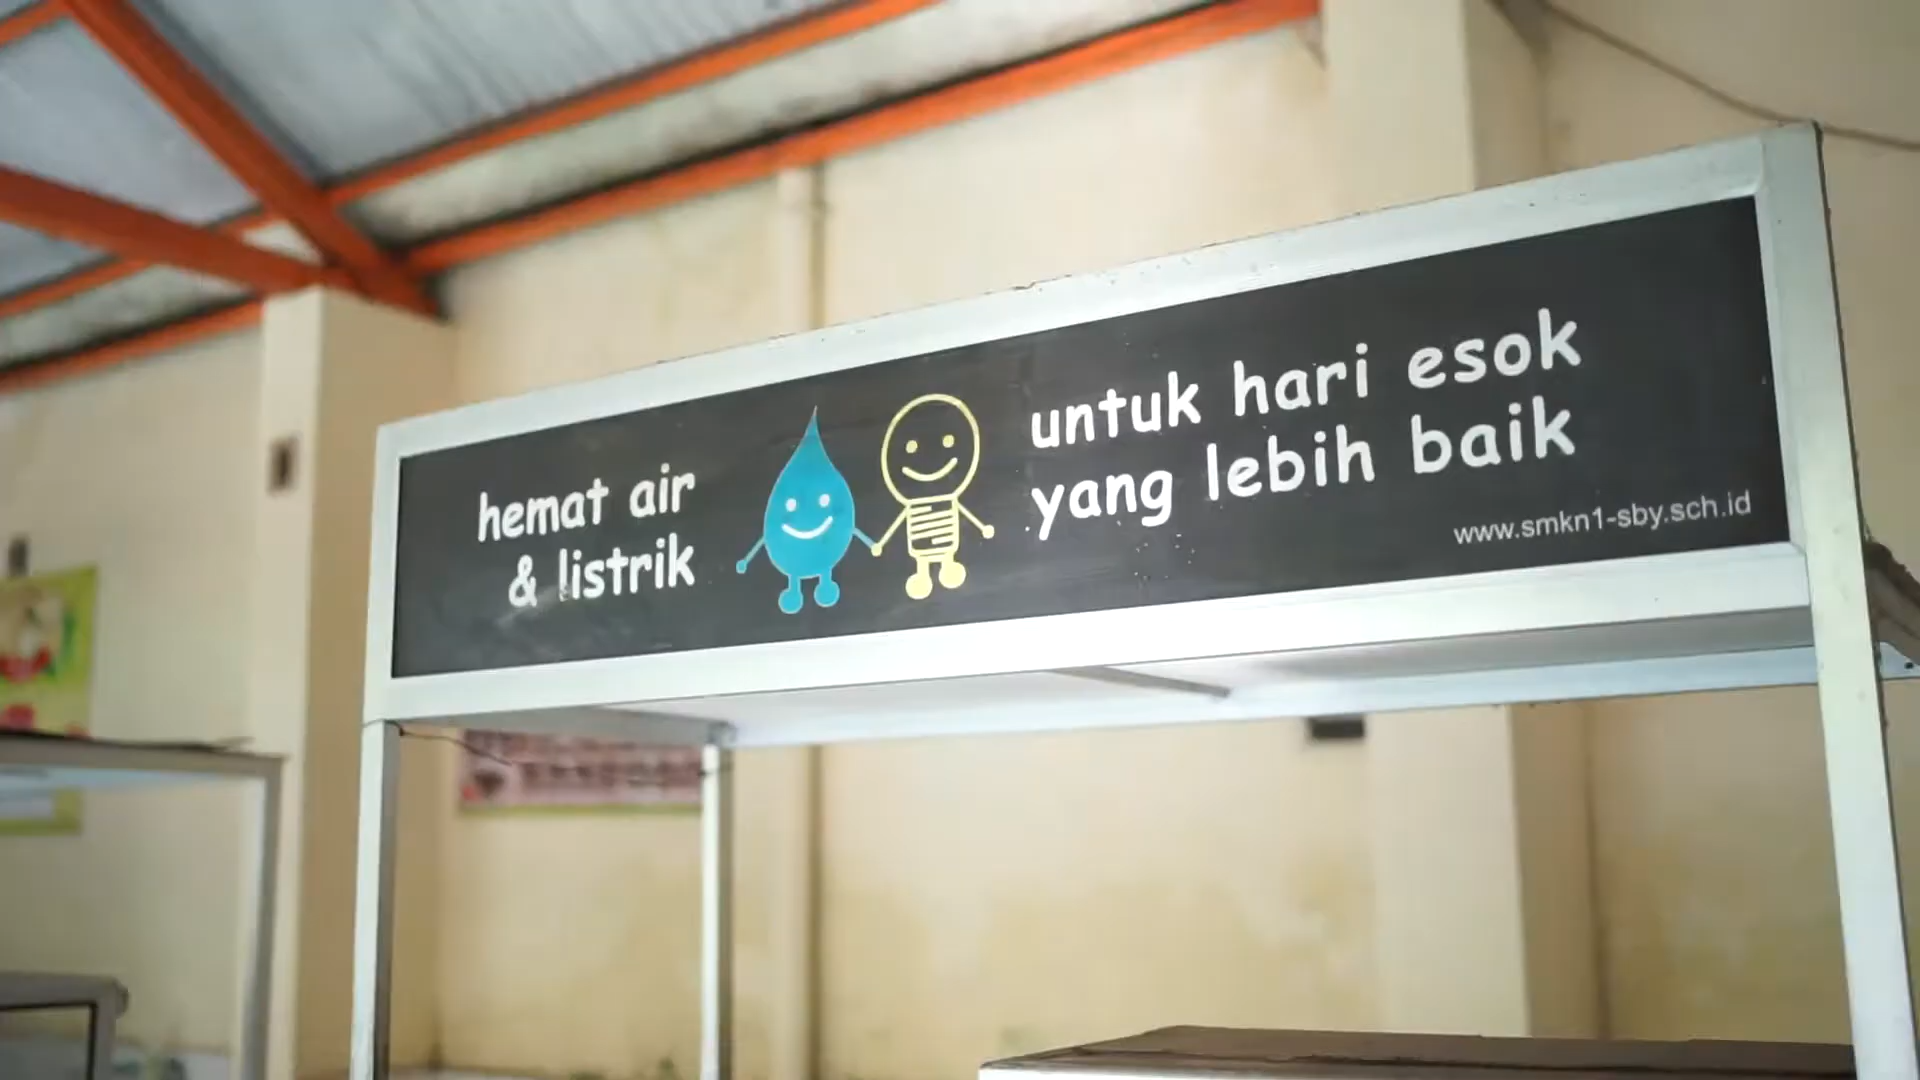 hemat air
& listrik
untuk hari esok
yang lebih baik
www.smkn1-sby.sch.id